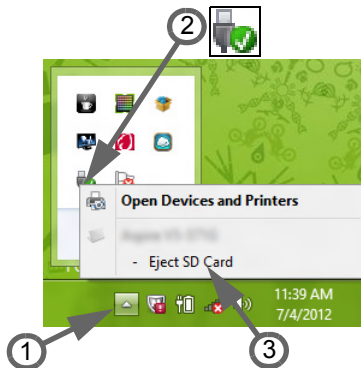 2
Open Devices and Printers
- Eject SD Card
11:39 AM
7/4/2012
1
3